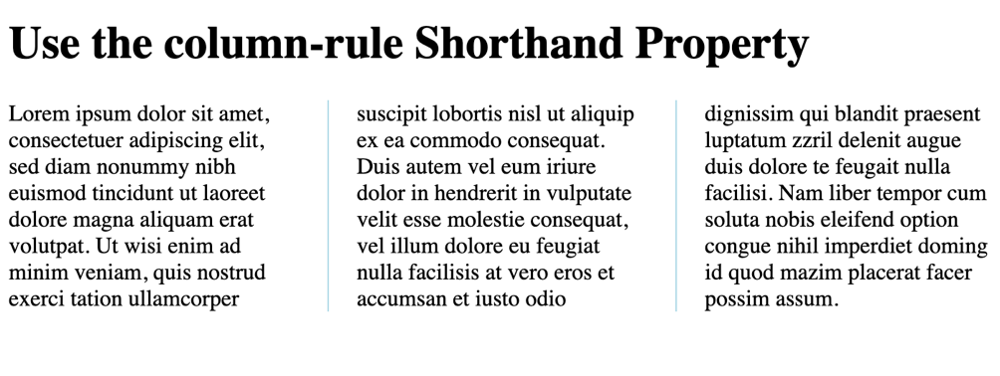 Use the column-rule Shorthand Property
Lorem ipsum dolor sit amet,
consectetuer adipiscing elit,
sed diam nonummy nibh
euismod tincidunt ut laoreet
dolore magna aliquam erat
volutpat. Ut wisi enim ad
minim veniam, quis nostrud
exerci tation ullamcorper
suscipit lobortis nisl ut aliquip
ex ea commodo consequat.
Duis autem vel eum iriure
dolor in hendrerit in vulputate
velit esse molestie consequat,
vel illum dolore eu feugiat
nulla facilisis at vero eros et
accumsan et iusto odio
dignissim qui blandit praesent
luptatum zzril delenit augue
duis dolore te feugait nulla
facilisi. Nam liber tempor cum
soluta nobis eleifend option
congue nihil imperdiet doming
id quod mazim placerat facer
possim assum.